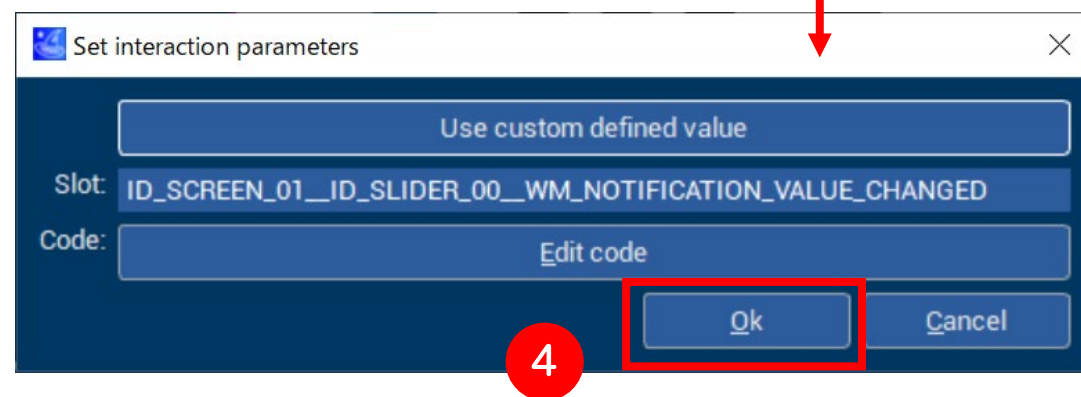 Set interaction parameters
Use custom defined value
Slot: ID_SCREEN_01__ID_SLIDER_00__WM_NOTIFICATION_VALUE_CHANGED
Code: Edit code
Ok Cancel
4